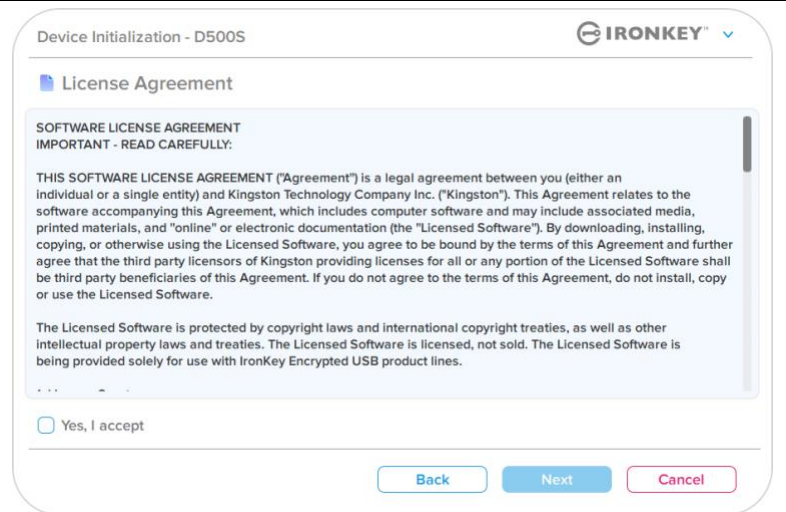 Device Initialization - D500S
IRONKEY™
License Agreement
SOFTWARE LICENSE AGREEMENT
IMPORTANT - READ CAREFULLY:
THIS SOFTWARE LICENSE AGREEMENT ("Agreement") is a legal agreement between you (either an
individual or a single entity) and Kingston Technology Company Inc. ("Kingston"). This Agreement relates to the
software accompanying this Agreement, which includes computer software and may include associated media,
printed materials, and "online" or electronic documentation (the "Licensed Software"). By downloading, installing,
copying, or otherwise using the Licensed Software, you agree to be bound by the terms of this Agreement and further
agree that the third party licensors of Kingston providing licenses for all or any portion of the Licensed Software shall
be third party beneficiaries of this Agreement. If you do not agree to the terms of this Agreement, do not install, copy
or use the Licensed Software.
The Licensed Software is protected by copyright laws and international copyright treaties, as well as other
intellectual property laws and treaties. The Licensed Software is licensed, not sold. The Licensed Software is
being provided solely for use with IronKey Encrypted USB product lines.
Yes, I accept
Back
Next
Cancel